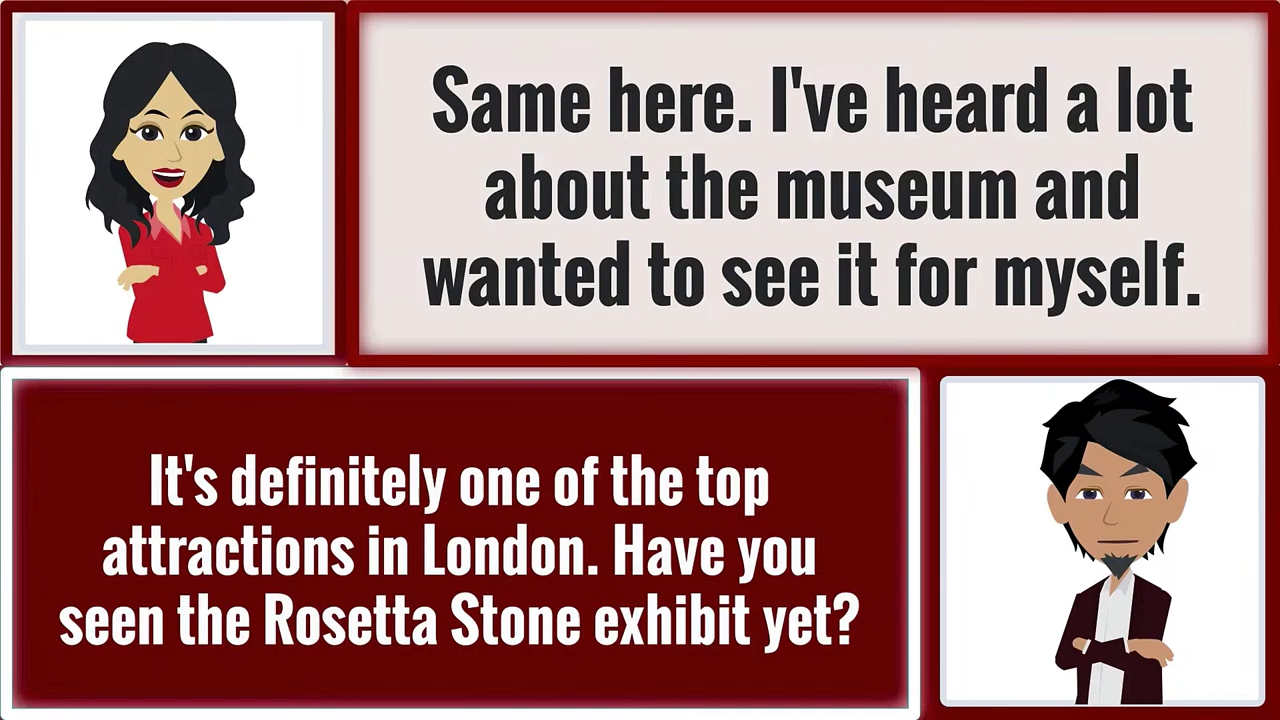 Same here. I've heard a lot
about the museum and
wanted to see it for myself.
It's definitely one of the top
attractions in London. Have you
seen the Rosetta Stone exhibit yet?